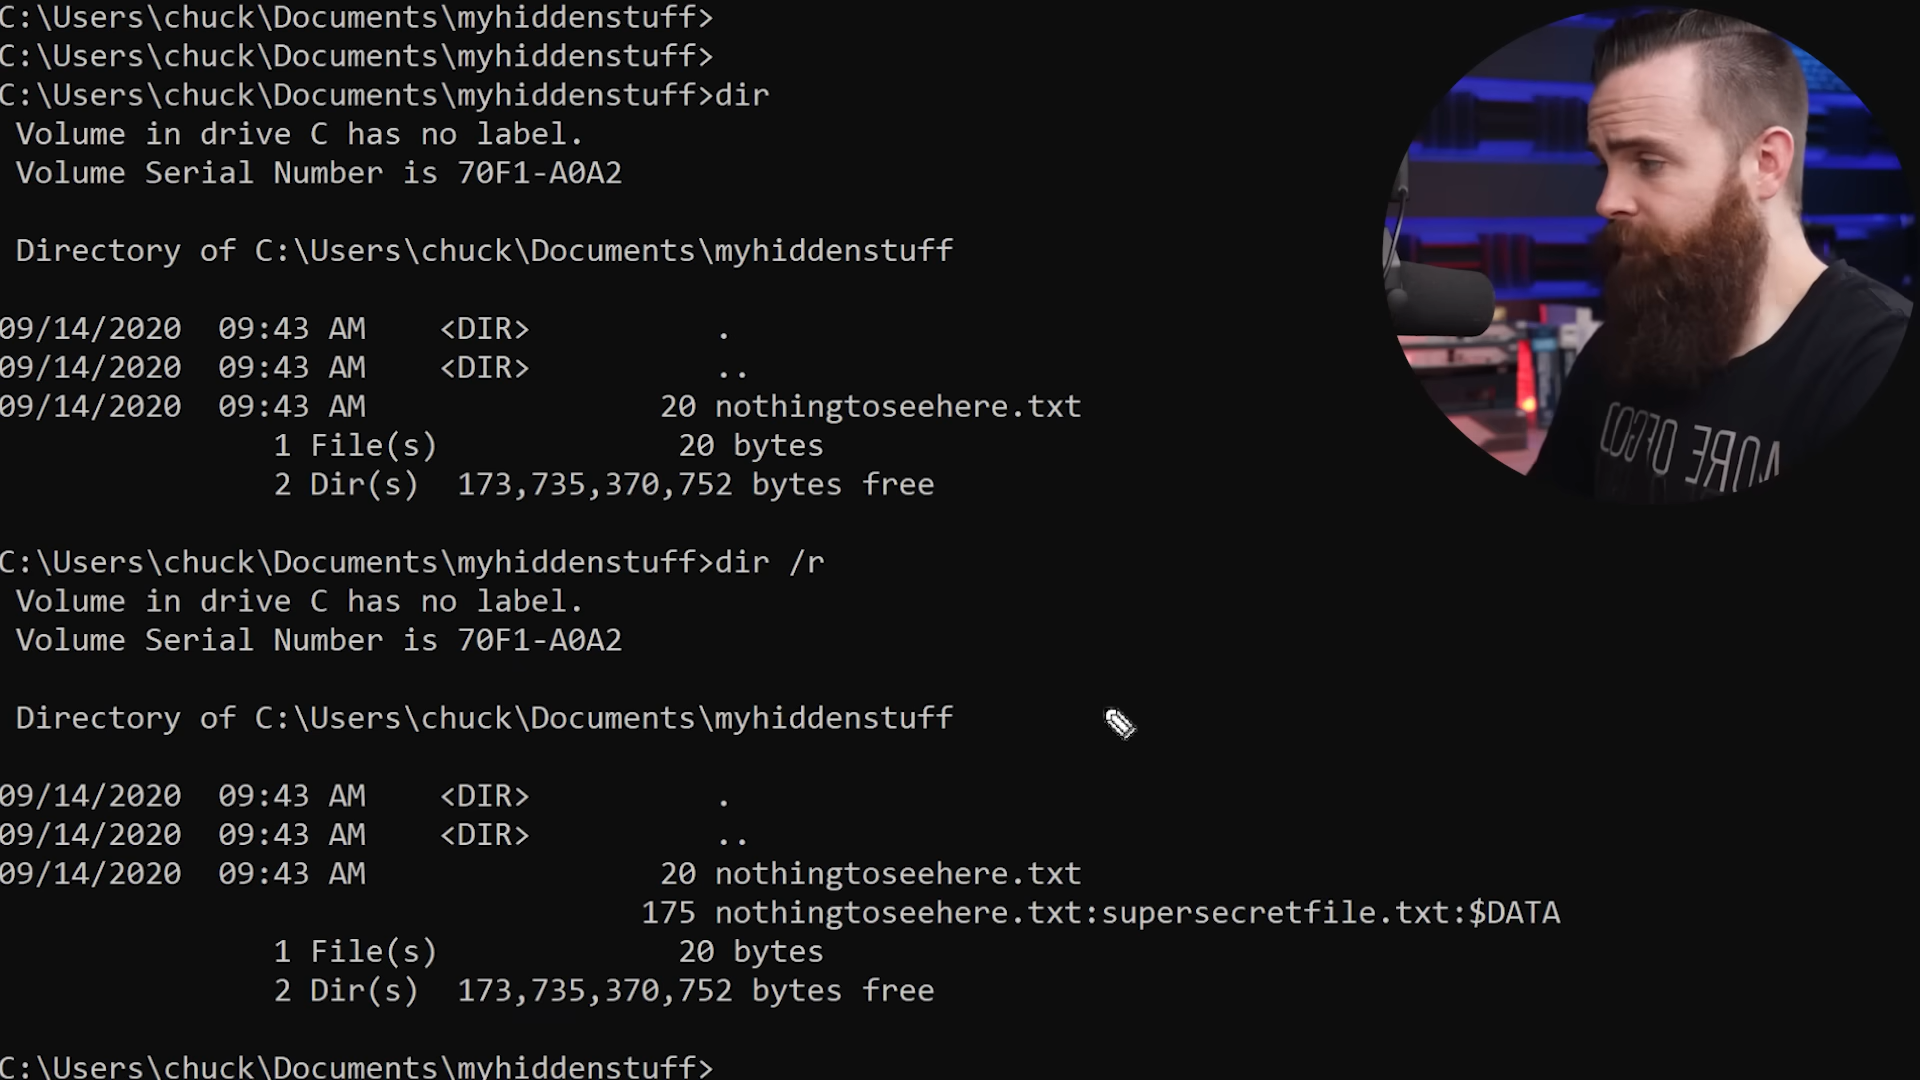 C:\Users\chuck\Documents\myhiddenstuff>
C:\Users\chuck\Documents\myhiddenstuff>
C:\Users\chuck\Documents\myhiddenstuff>dir
Volume in drive C has no label.
Volume Serial Number is 70F1-A0A2
Directory of C:\Users\chuck\Documents\myhiddenstuff
09/14/2020 09:43 AM <DIR> .
09/14/2020 09:43 AM <DIR> ..
09/14/2020 09:43 AM 20 nothingtoseehere.txt
1 File(s) 20 bytes
2 Dir(s) 173,735,370,752 bytes free
C:\Users\chuck\Documents\myhiddenstuff>dir /r
Volume in drive C has no label.
Volume Serial Number is 70F1-A0A2
Directory of C:\Users\chuck\Documents\myhiddenstuff
09/14/2020 09:43 AM <DIR> .
09/14/2020 09:43 AM <DIR> ..
09/14/2020 09:43 AM 20 nothingtoseehere.txt
175 nothingtoseehere.txt:supersecretfile.txt:$DATA
1 File(s) 20 bytes
2 Dir(s) 173,735,370,752 bytes free
C:\Users\chuck\Documents\myhiddenstuff>